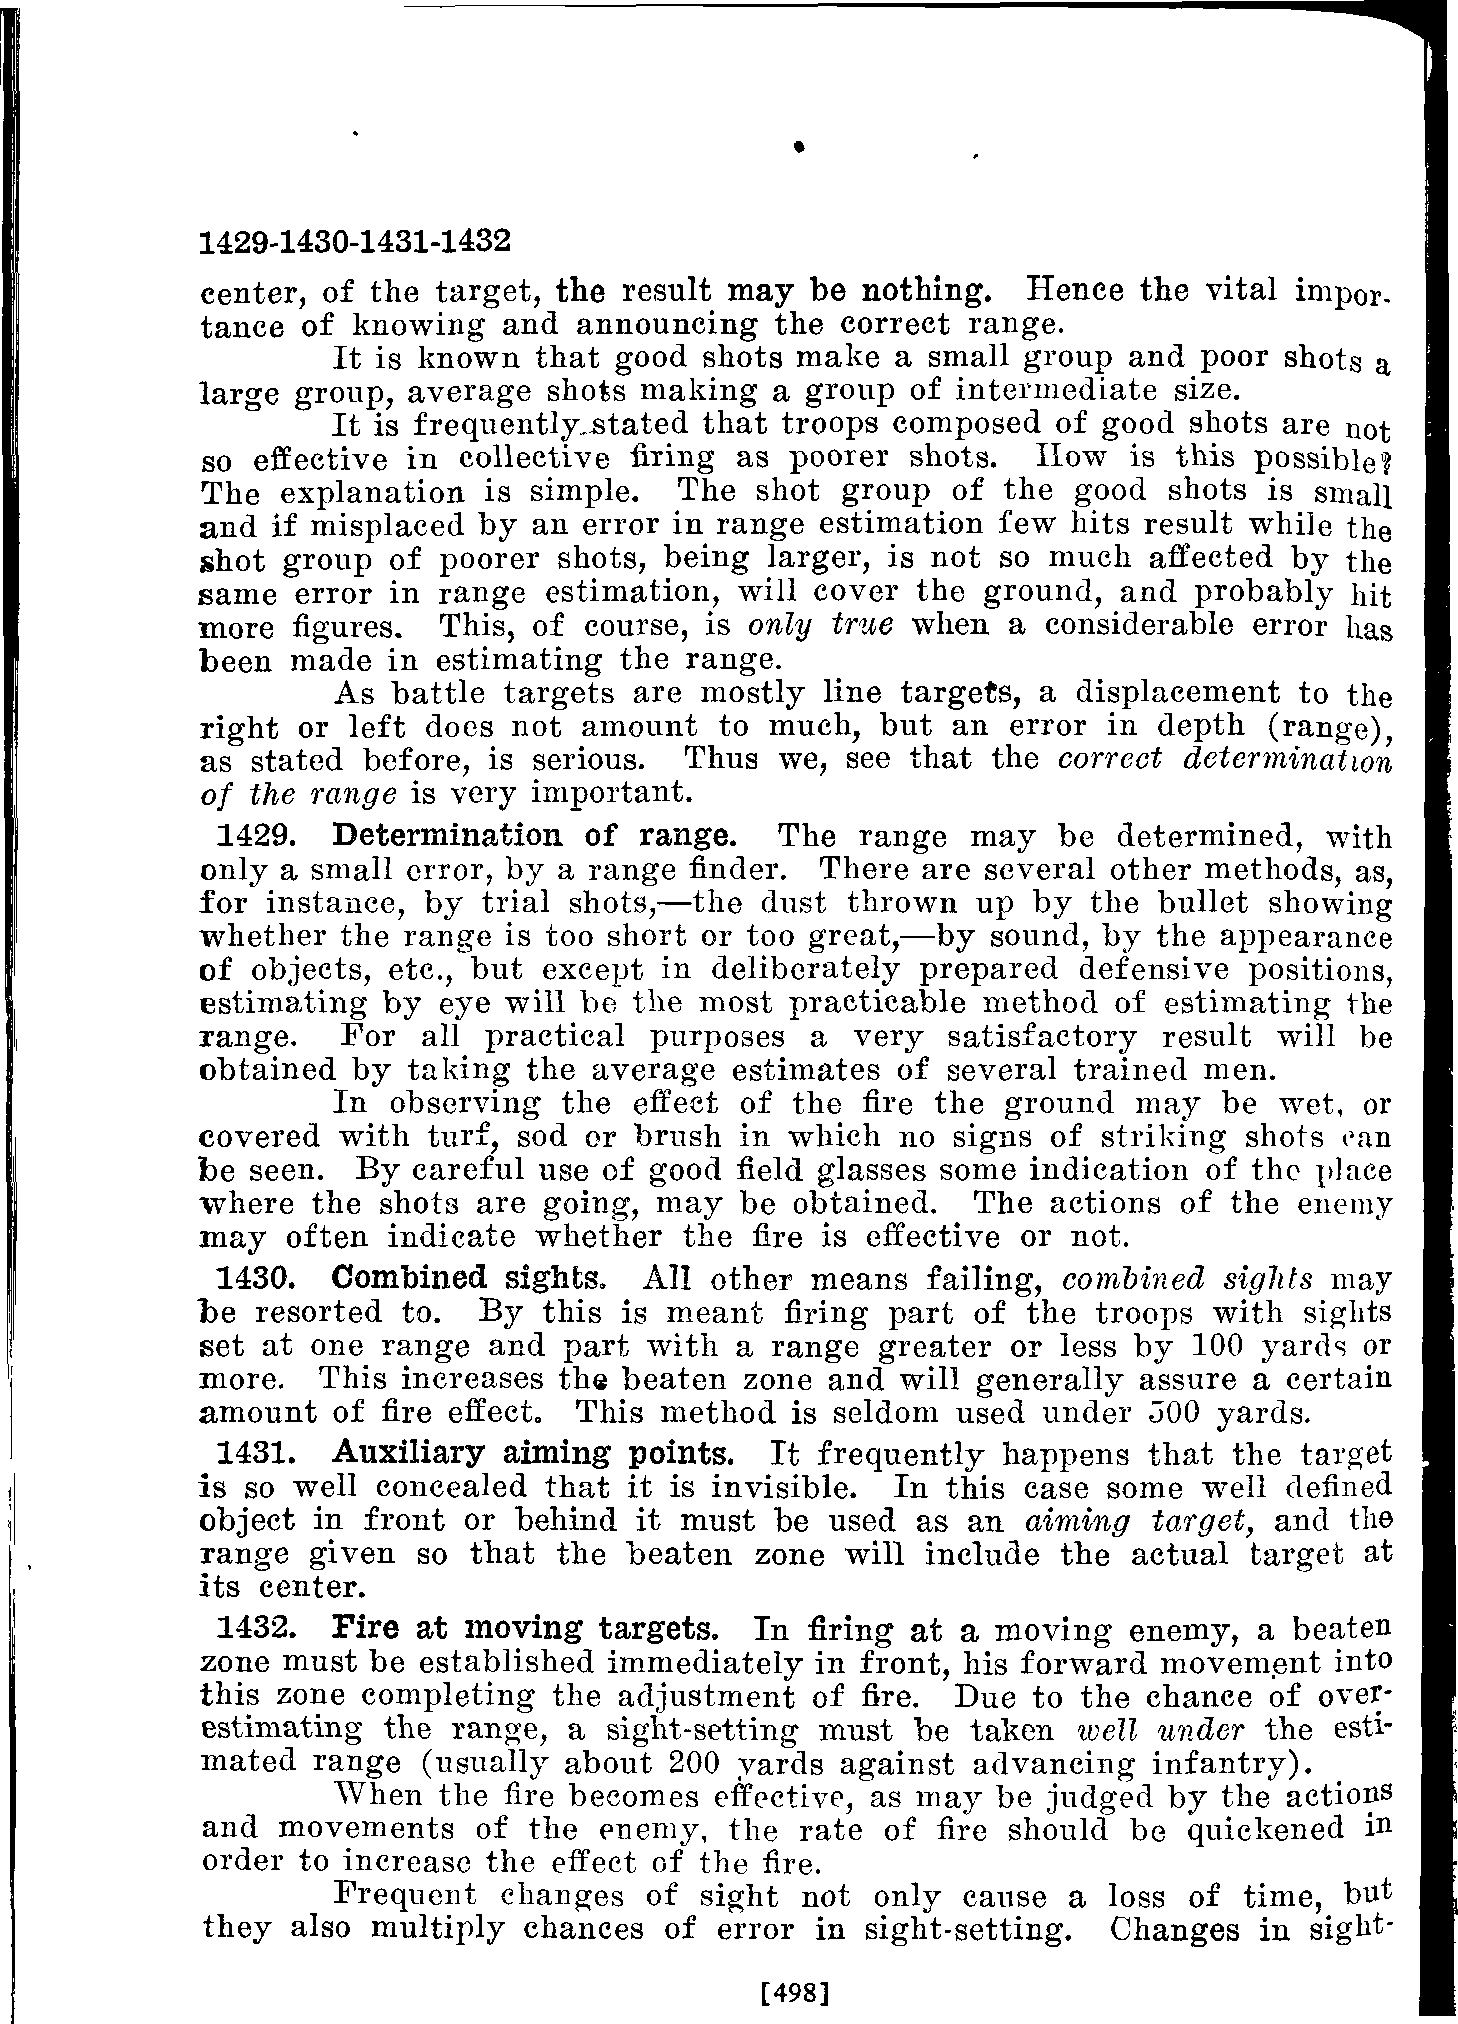 1429-1430-1431-1432
center, of the target, the result may be nothing. Hence the vital impor-
tance of knowing and announcing the correct range.
It is known that good shots make a small group and poor shots a
large group, average shots making a group of intermediate size.
It is frequently stated that troops composed of good shots are not
so effective in collective firing as poorer shots. How is this possible?
The explanation is simple. The shot group of the good shots is small
and if misplaced by an error in range estimation few hits result while the
shot group of poorer shots, being larger, is not so much affected by the
same error in range estimation, will cover the ground, and probably hit
more figures. This, of course, is only true when a considerable error has
been made in estimating the range.
As battle targets are mostly line targets, a displacement to the
right or left does not amount to much, but an error in depth (range),
as stated before, is serious. Thus we, see that the correct determination
of the range is very important.
1429. Determination of range. The range may be determined, with
only a small error, by a range finder. There are several other methods, as,
for instance, by trial shots,—the dust thrown up by the bullet showing
whether the range is too short or too great,—by sound, by the appearance
of objects, etc., but except in deliberately prepared defensive positions,
estimating by eye will be the most practicable method of estimating the
range. For all practical purposes a very satisfactory result will be
obtained by taking the average estimates of several trained men.
In observing the effect of the fire the ground may be wet, or
covered with turf, sod or brush in which no signs of striking shots can
be seen. By careful use of good field glasses some indication of the place
where the shots are going, may be obtained. The actions of the enemy
may often indicate whether the fire is effective or not.
1430. Combined sights. All other means failing, combined sights may
be resorted to. By this is meant firing part of the troops with sights
set at one range and part with a range greater or less by 100 yards or
more. This increases the beaten zone and will generally assure a certain
amount of fire effect. This method is seldom used under 500 yards.
1431. Auxiliary aiming points. It frequently happens that the target
is so well concealed that it is invisible. In this case some well defined
object in front or behind it must be used as an aiming target, and the
range given so that the beaten zone will include the actual target at
its center.
1432. Fire at moving targets. In firing at a moving enemy, a beaten
zone must be established immediately in front, his forward movement into
this zone completing the adjustment of fire. Due to the chance of over-
estimating the range, a sight-setting must be taken well under the esti-
mated range (usually about 200 yards against advancing infantry).
When the fire becomes effective, as may be judged by the actions
and movements of the enemy, the rate of fire should be quickened in
order to increase the effect of the fire.
Frequent changes of sight not only cause a loss of time, but
they also multiply chances of error in sight-setting. Changes in sight-
[498]